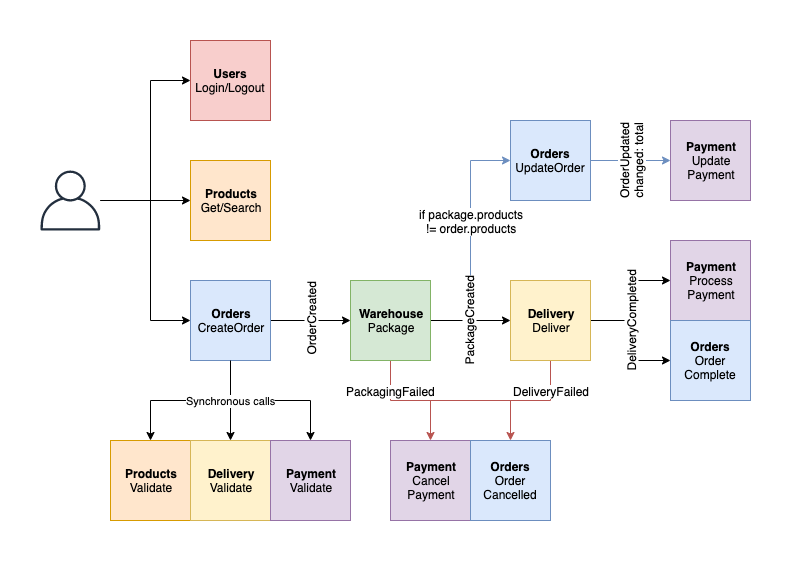 Users
Login/Logout
Products
Get/Search
Orders
UpdateOrder
OrderUpdated
changed: total
Payment
Update
Payment
if package.products
!= order.products
Orders
CreateOrder
OrderCreated
Warehouse
Package
PackageCreated
Delivery
Deliver
DeliveryCompleted
Payment
Process
Payment
Orders
Order
Complete
Synchronous calls
PackagingFailed
DeliveryFailed
Products
Validate
Delivery
Validate
Payment
Validate
Payment
Cancel
Payment
Orders
Order
Cancelled